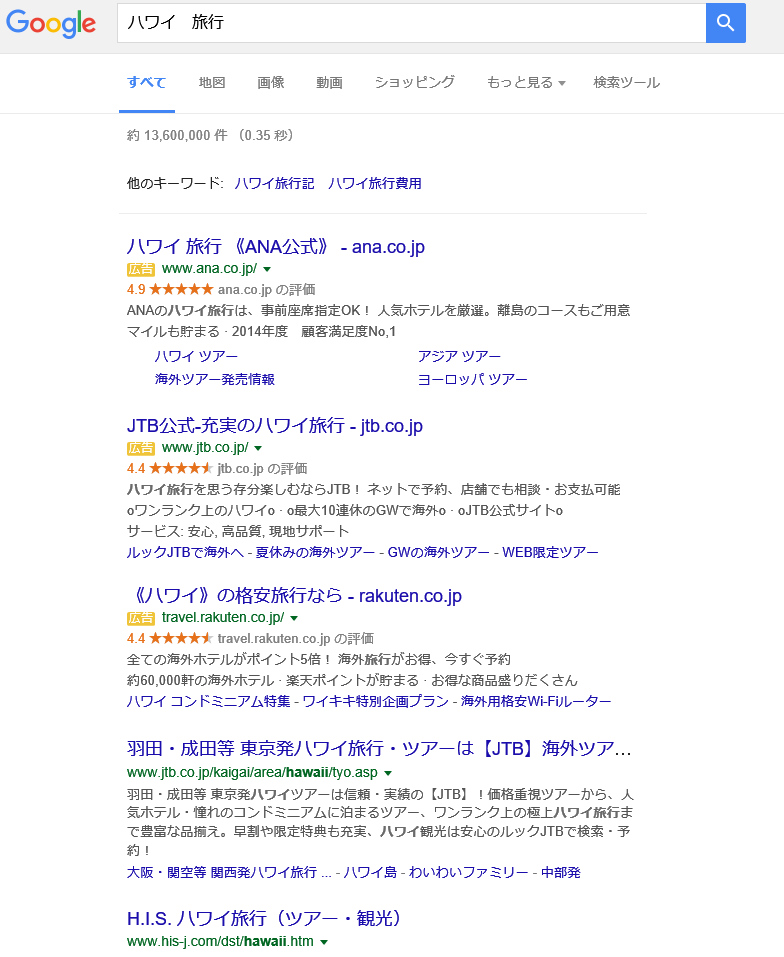 Google
ハワイ　旅行
すべて 地図 画像 動画 ショッピング もっと見る 検索ツール
約 13,600,000 件 （0.35 秒）
他のキーワード: ハワイ旅行記 ハワイ旅行費用
ハワイ 旅行 《ANA公式》 - ana.co.jp
広告 www.ana.co.jp/
4.9 ★★★★★ ana.co.jp の評価
ANAのハワイ旅行は、事前座席指定OK！ 人気ホテルを厳選。離島のコースもご用意
マイルも貯まる · 2014年度　顧客満足度No,1
ハワイ ツアー アジア ツアー
海外ツアー発売情報 ヨーロッパ ツアー
JTB公式-充実のハワイ旅行 - jtb.co.jp
広告 www.jtb.co.jp/
4.4 jtb.co.jp の評価
ハワイ旅行を思う存分楽しむならJTB！ ネットで予約、店舗でも相談・お支払可能
oワンランク上のハワイo · o最大10連休のGWで海外o · oJTB公式サイトo
サービス: 安心, 高品質, 現地サポート
ルックJTBで海外へ - 夏休みの海外ツアー - GWの海外ツアー - WEB限定ツアー
《ハワイ》の格安旅行なら - rakuten.co.jp
広告 travel.rakuten.co.jp/
4.4 travel.rakuten.co.jp の評価
全ての海外ホテルがポイント5倍！ 海外旅行がお得、今すぐ予約
約60,000軒の海外ホテル · 楽天ポイントが貯まる · お得な商品盛りだくさん
ハワイ コンドミニアム特集 - ワイキキ特別企画プラン - 海外用格安Wi-Fiルーター
羽田・成田等 東京発ハワイ旅行・ツアーは【JTB】海外ツア...
www.jtb.co.jp/kaigai/area/hawaii/tyo.asp
羽田・成田等 東京発ハワイツアーは信頼・実績の【JTB】！価格重視ツアーから、人
気ホテル・憧れのコンドミニアムに泊まるツアー、ワンランク上の極上ハワイ旅行ま
で豊富な品揃え。早割や限定特典も充実、ハワイ観光は安心のルックJTBで検索・予
約！
大阪・関空等 関西発ハワイ旅行 ... - ハワイ島 - わいわいファミリー - 中部発
H.I.S. ハワイ旅行（ツアー・観光）
www.his-j.com/dst/hawaii.htm